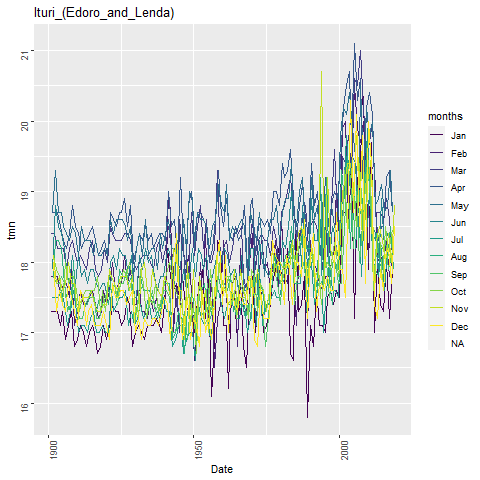 Ituri_(Edoro_and_Lenda)
21
20
19
18
17
16
tmn
1900
1950
2000
Date
months
Jan
Feb
Mar
Apr
May
Jun
Jul
Aug
Sep
Oct
Nov
Dec
NA